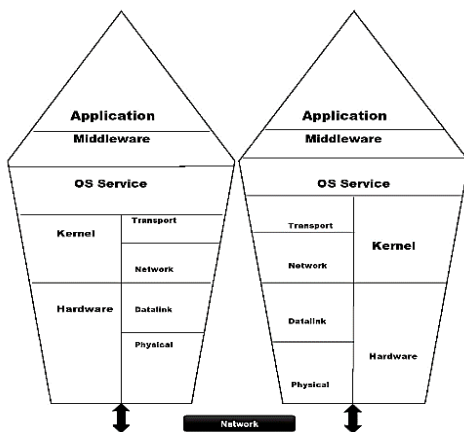 Application
Middleware
OS Service
Kernel
Transport
Network
Hardware
Datalink
Physical
Application
Middleware
OS Service
Transport
Kernel
Network
Datalink
Hardware
Physical
Network